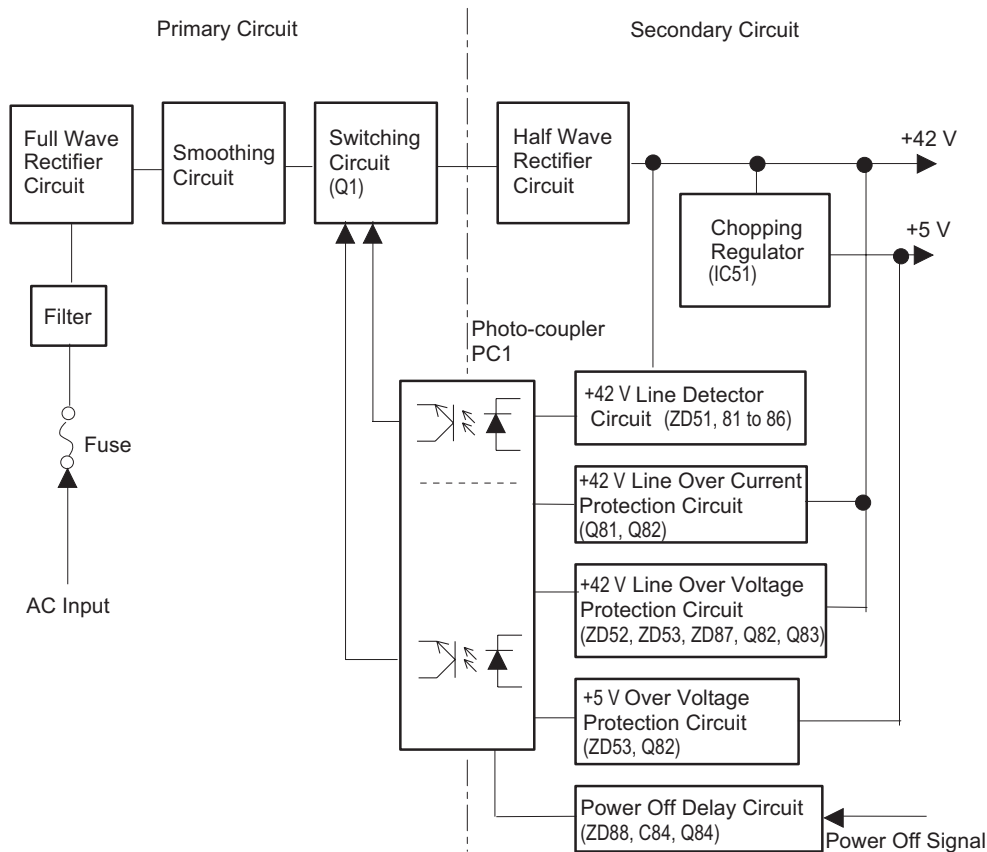 Primary Circuit
Secondary Circuit
Full Wave
Rectifier
Circuit
Smoothing
Circuit
Switching
Circuit
(Q1)
Half Wave
Rectifier
Circuit
+42 V
Chopping
Regulator
(IC51)
+5 V
Filter
Fuse
AC Input
Photo-coupler
PC1
+42 V Line Detector
Circuit (ZD51, 81 to 86)
+42 V Line Over Current
Protection Circuit
(Q81, Q82)
+42 V Line Over Voltage
Protection Circuit
(ZD52, ZD53, ZD87, Q82, Q83)
+5 V Over Voltage
Protection Circuit
(ZD53, Q82)
Power Off Delay Circuit
(ZD88, C84, Q84)
Power Off Signal